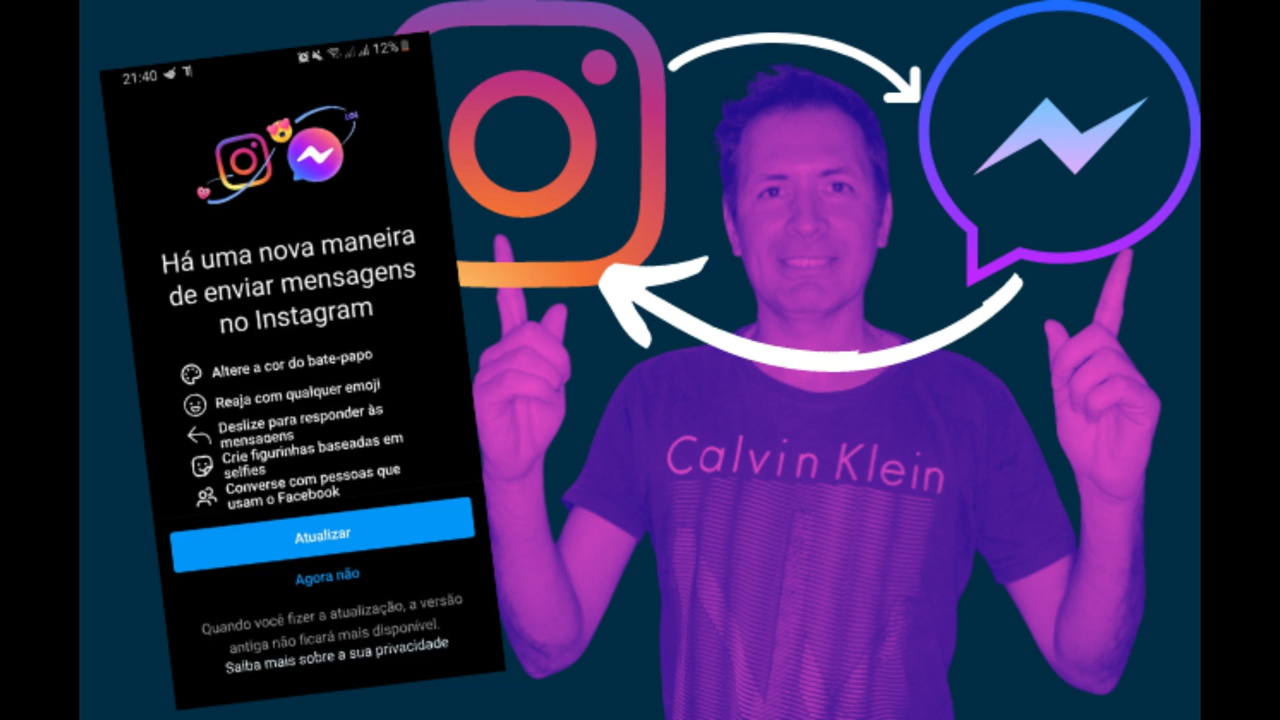 21:40
12%
LOL
Há uma nova maneira
de enviar mensagens
no Instagram
Altere a cor do bate-papo
Reaja com qualquer emoji
Deslize para responder às
mensagens
Crie figurinhas baseadas em
selfies
Converse com pessoas que
usam o Facebook
Atualizar
Agora não
Quando você fizer a atualização, a versão
antiga não ficará mais disponível.
Saiba mais sobre a sua privacidade
Calvin Klein